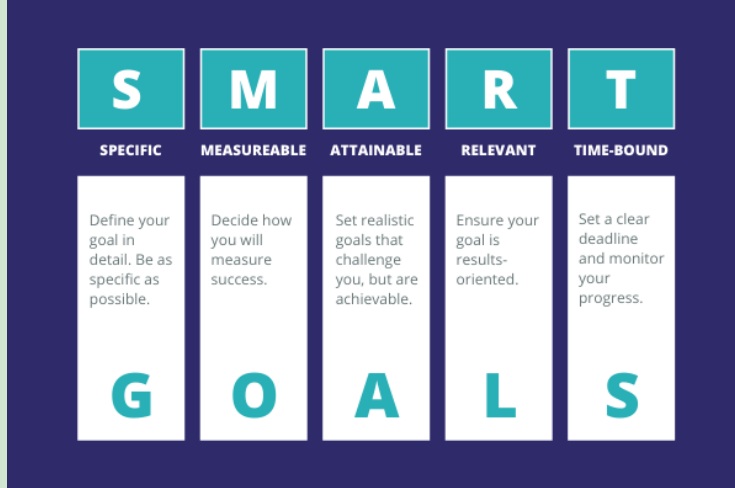 S M A R T
SPECIFIC MEASUREABLE ATTAINABLE RELEVANT TIME-BOUND
Define your
goal in
detail. Be as
specific as
possible.
Decide how
you will
measure
success.
Set realistic
goals that
challenge
you, but are
achievable.
Ensure your
goal is
results-
oriented.
Set a clear
deadline
and monitor
your
progress.
G O A L S